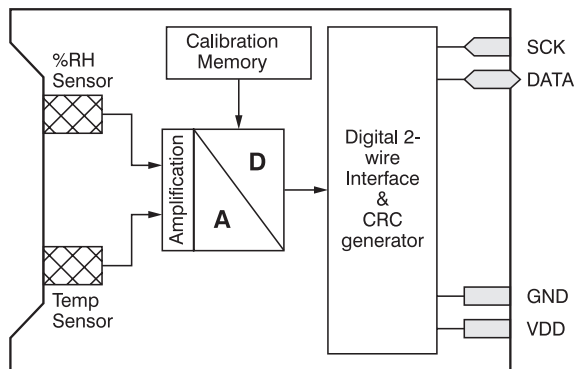 %RH
Sensor
Calibration
Memory
Amplification
D
A
Digital 2-
wire
Interface
&
CRC
generator
SCK
DATA
GND
VDD
Temp
Sensor